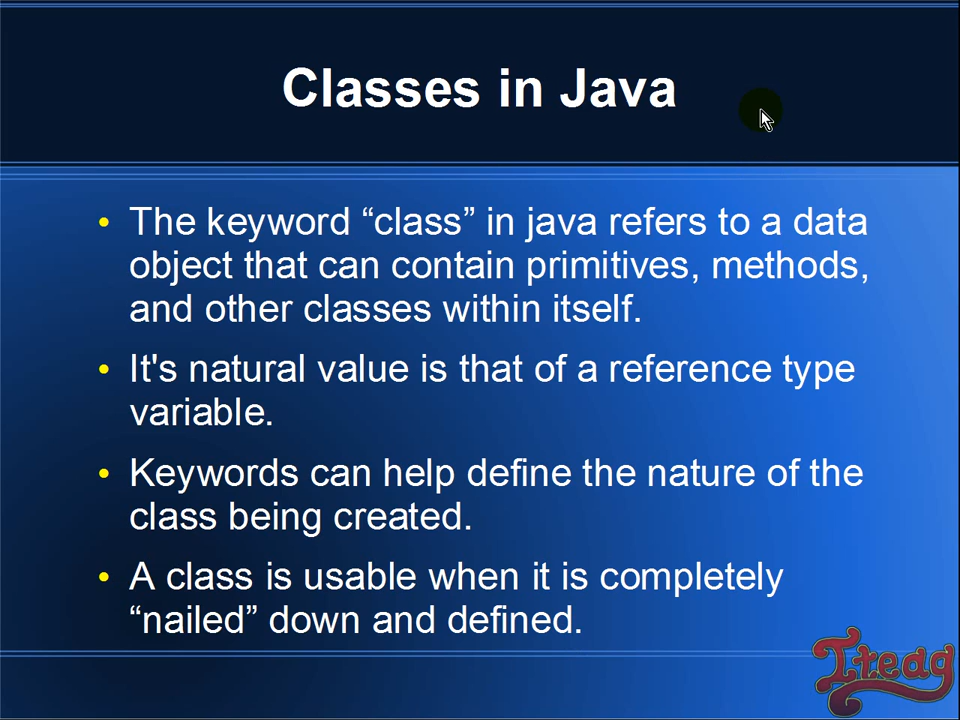 Classes in Java
• The keyword “class” in java refers to a data
object that can contain primitives, methods,
and other classes within itself.
• It's natural value is that of a reference type
variable.
• Keywords can help define the nature of the
class being created.
• A class is usable when it is completely
“nailed” down and defined.
Itedg